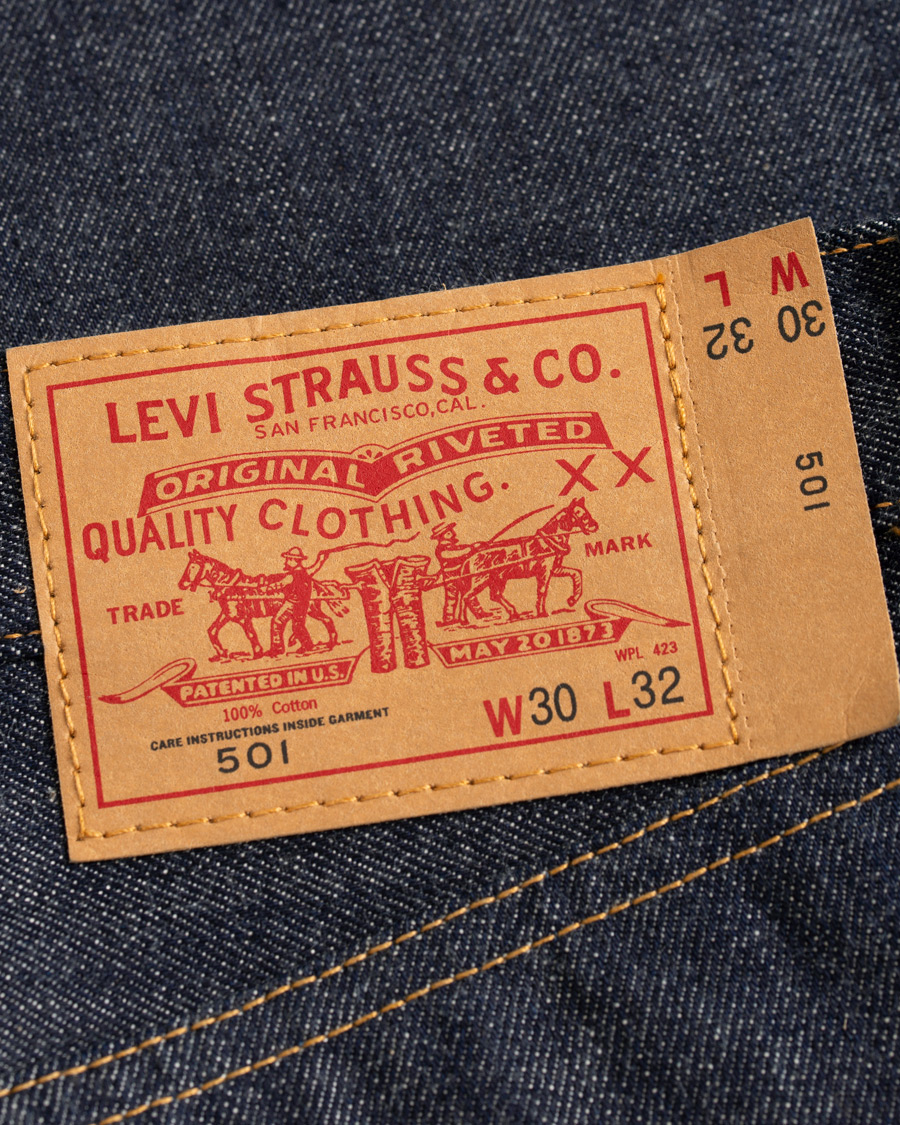 LEVI STRAUSS & CO.
SAN FRANCISCO, CAL.
ORIGINAL RIVETED
QUALITY CLOTHING. XX
TRADE MARK
PATENTED IN U.S. MAY 20 1873
WPL 423
100% Cotton
CARE INSTRUCTIONS INSIDE GARMENT
501
W30 L32
W L
30 32
501